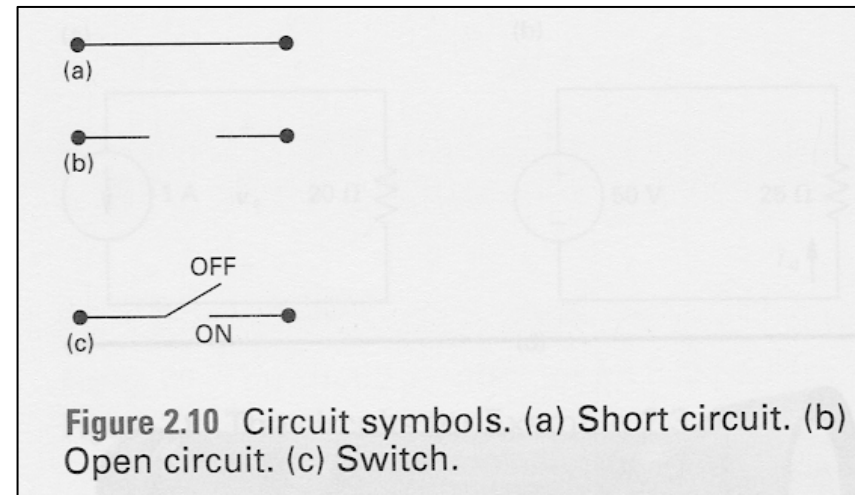 (a)
(b)
OFF
ON
(c)
Figure 2.10 Circuit symbols. (a) Short circuit. (b)
Open circuit. (c) Switch.